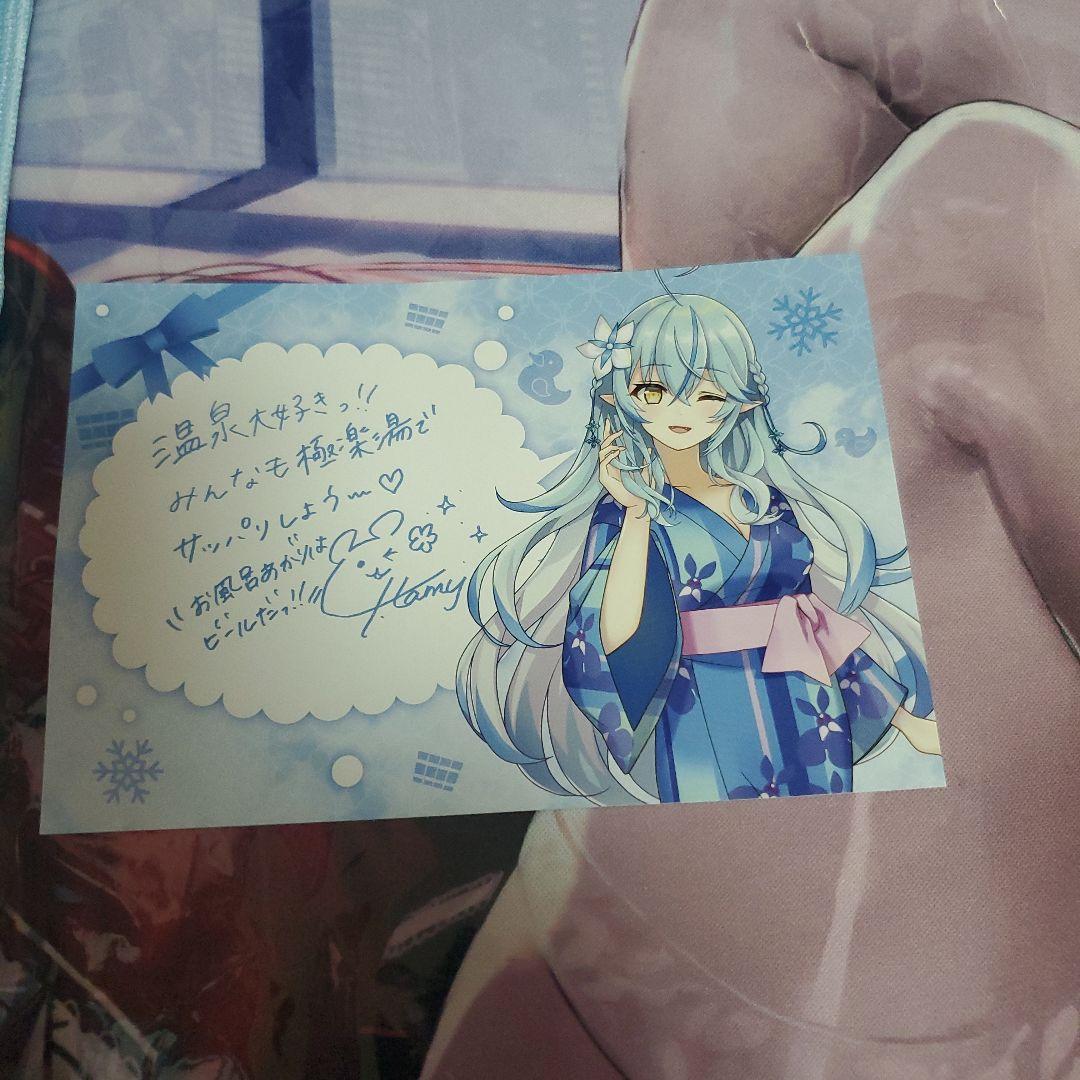 温泉大好きっ!!
みんなも極楽湯で
サッパリしよう〜♡
"お風呂あがりは
ビールだっ!!"
Lamy